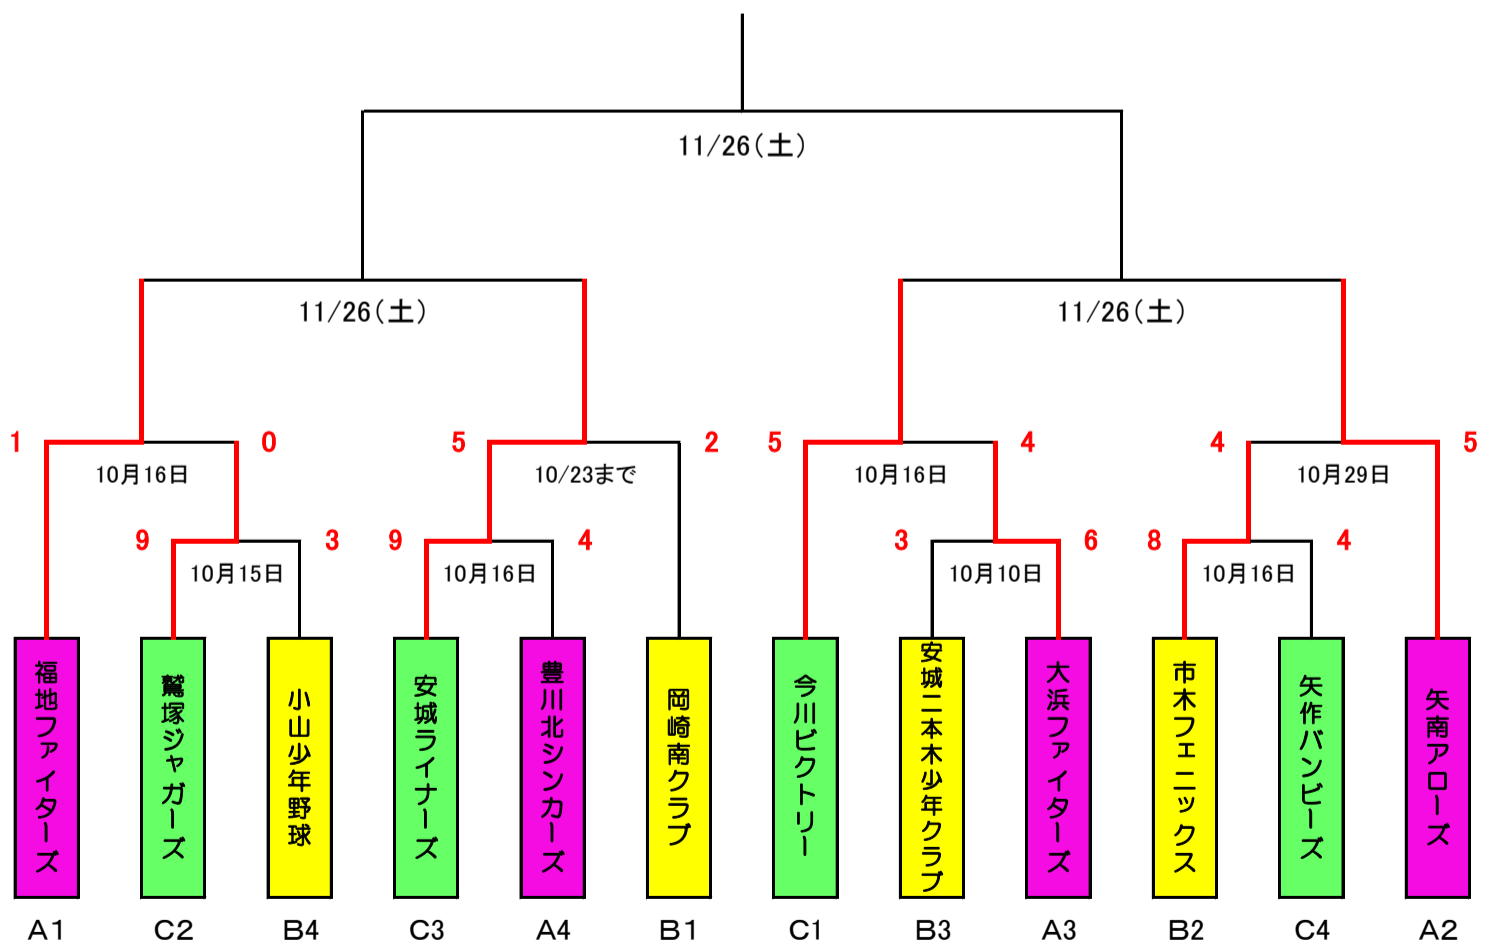 11/26(土)
11/26(土)
11/26(土)
1
0
5
2
5
4
4
5
10月16日
10/23まで
10月16日
10月29日
9
3
9
4
3
6
8
4
10月15日
10月16日
10月10日
10月16日
福地ファイターズ
鷲塚ジャガーズ
小山少年野球
安城ライナーズ
豊川北シンカーズ
岡崎南クラブ
今川ビクトリー
安城二本木少年クラブ
大浜ファイターズ
市木フェニックス
矢作バンビーズ
矢南アローズ
A1
C2
B4
C3
A4
B1
C1
B3
A3
B2
C4
A2